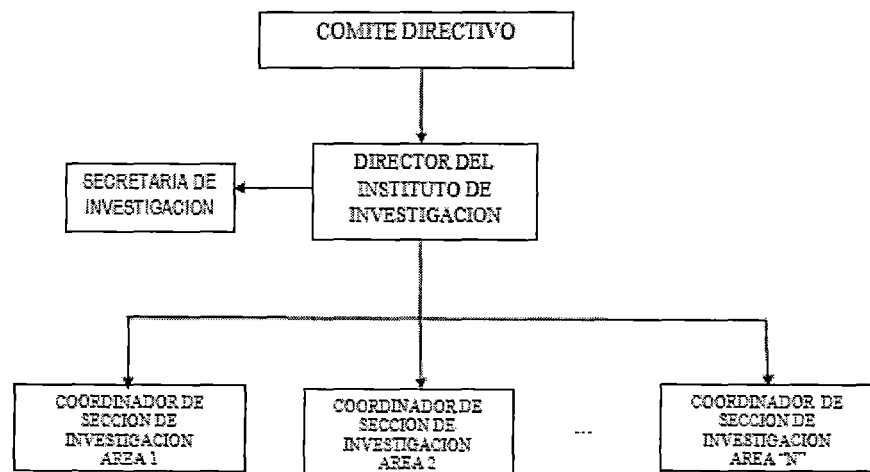 COMITE DIRECTIVO
DIRECTOR DEL
INSTITUTO DE
INVESTIGACION
SECRETARIA DE
INVESTIGACION
COORDINADOR DE
SECCION DE
INVESTIGACION
AREA 1
COORDINADOR DE
SECCION DE
INVESTIGACION
AREA 2
...
COORDINADOR DE
SECCION DE
INVESTIGACION
AREA "N"